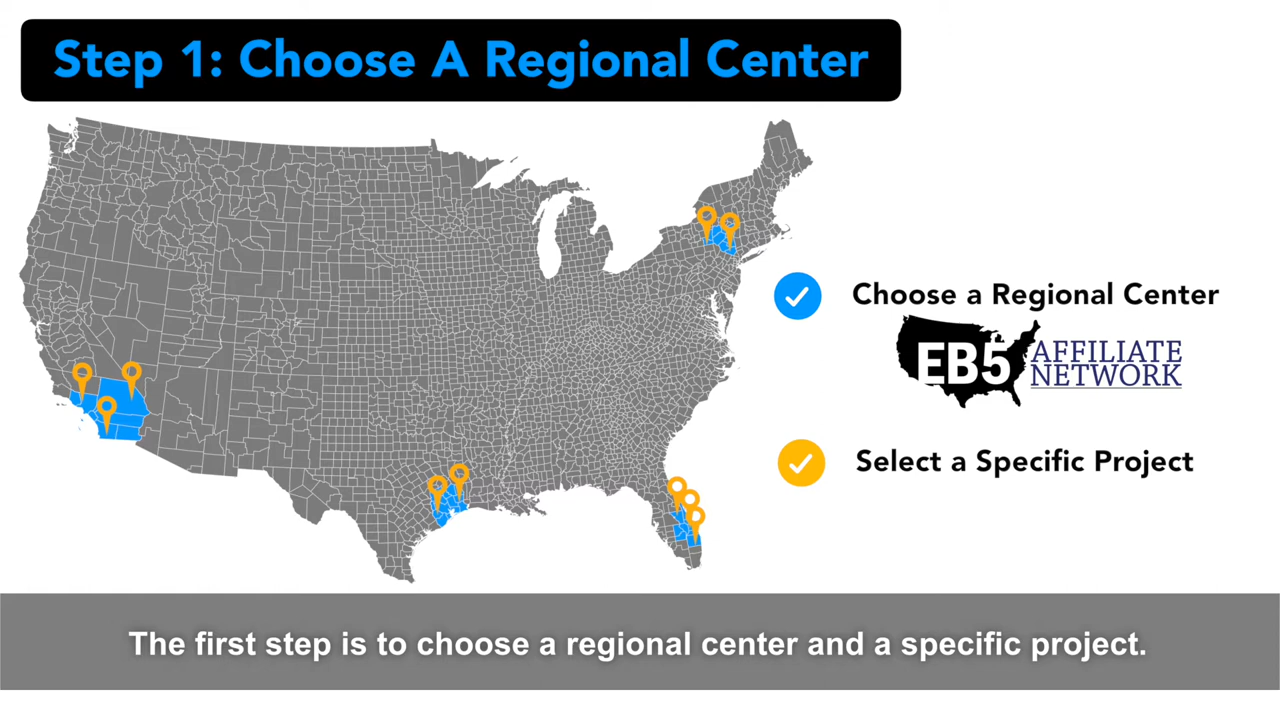 Step 1: Choose A Regional Center
Choose a Regional Center
EB5 AFFILIATE
NETWORK
Select a Specific Project
The first step is to choose a regional center and a specific project.